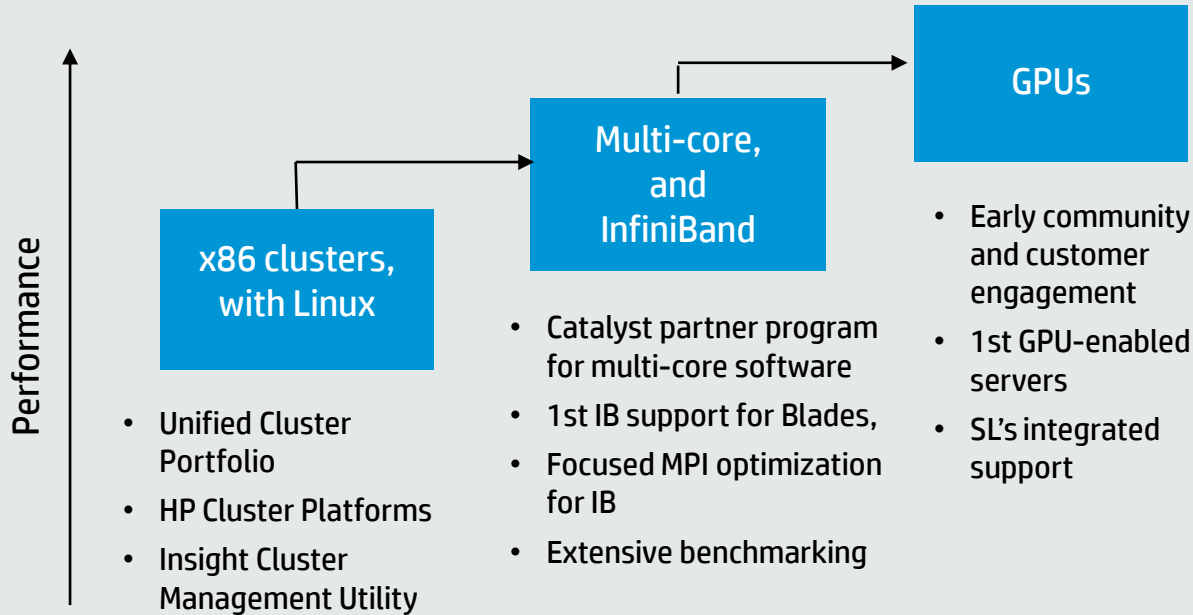 Performance
x86 clusters,
with Linux
• Unified Cluster
Portfolio
• HP Cluster Platforms
• Insight Cluster
Management Utility
Multi-core,
and
InfiniBand
• Catalyst partner program
for multi-core software
• 1st IB support for Blades,
• Focused MPI optimization
for IB
• Extensive benchmarking
GPUs
• Early community
and customer
engagement
• 1st GPU-enabled
servers
• SL's integrated
support